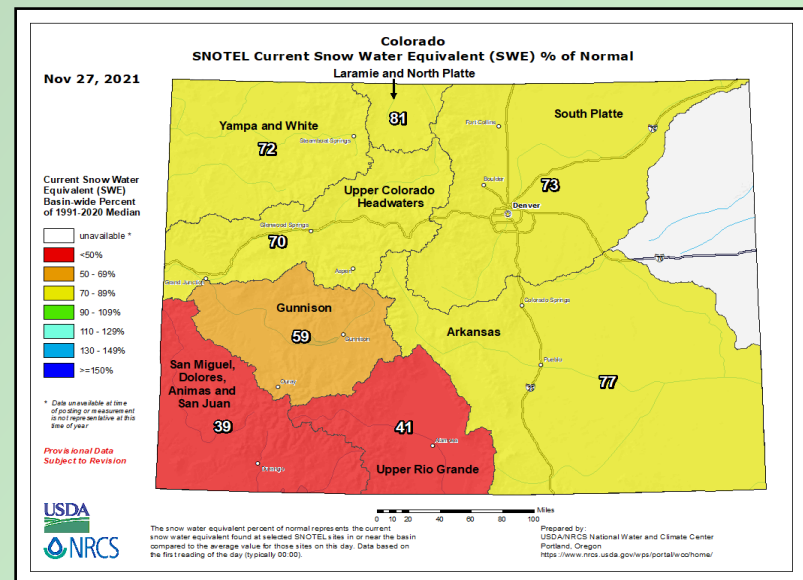 Colorado
SNOTEL Current Snow Water Equivalent (SWE) % of Normal
Nov 27, 2021
Laramie and North Platte
81
South Platte
Fort Collins
76
Yampa and White
Steamboat Springs
72
Current Snow Water
Equivalent (SWE)
Basin-wide Percent
of 1991-2020 Median
unavailable *
<50%
50 - 69%
70 - 89%
90 - 109%
110 - 129%
130 - 149%
>=150%
* Data unavailable at time
of posting or measurement
is not representative at this
time of year
Provisional Data
Subject to Revision
Upper Colorado
Headwaters
Boulder
73
Denver
Glenwood Springs
70
70
Aspen
Grand Junction
Colorado Springs
Gunnison
59
Gunnison
Arkansas
Pueblo
77
25
San Miguel,
Dolores,
Animas and
San Juan
39
Ouray
41
Upper Rio Grande
Durango
Miles
0 10 20 40 60 80 100
USDA
NRCS
The snow water equivalent percent of normal represents the current
snow water equivalent found at selected SNOTEL sites in or near the basin
compared to the average value for those sites on this day. Data based on
the first reading of the day (typically 00:00).
Prepared by:
USDA/NRCS National Water and Climate Center
Portland, Oregon
https://www.nrcs.usda.gov/wps/portal/wcc/home/